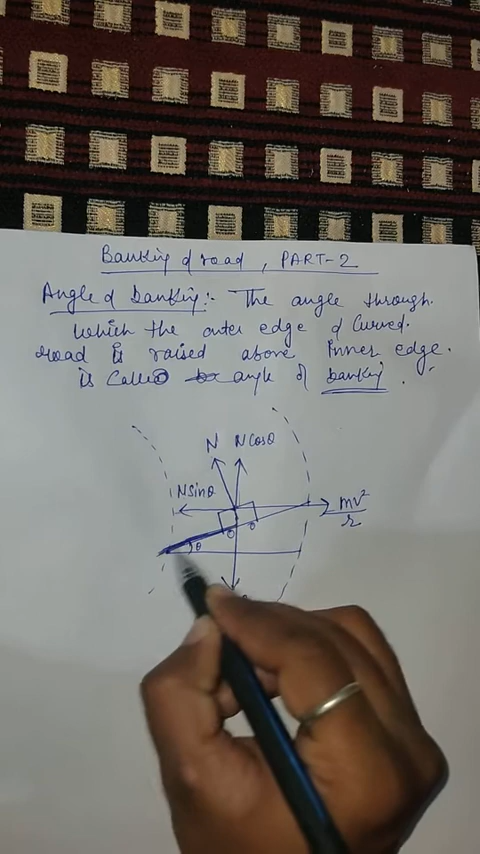 Banking of road, PART-2
Angle of banking:- The angle through
which the outer edge of curved
road is raised above inner edge.
is called angle of banking.
N NCosθ
NSinθ
mv²
r
θ